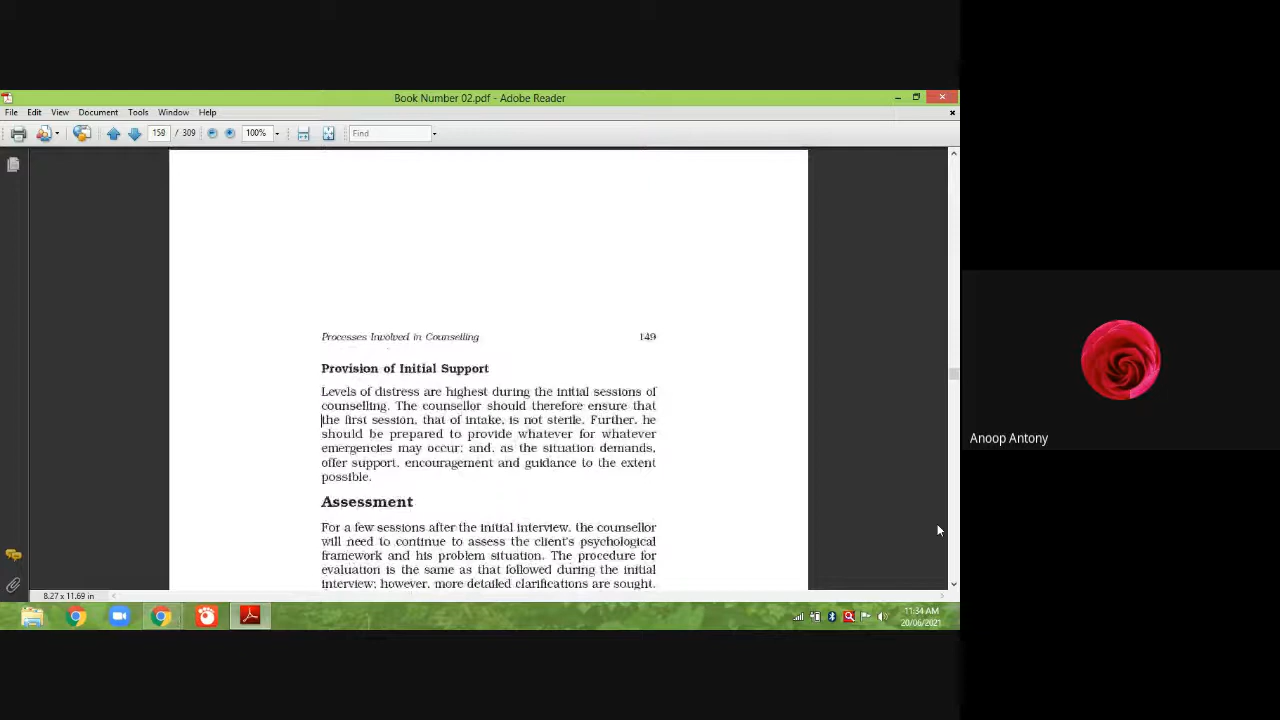 Book Number 02.pdf - Adobe Reader
File Edit View Document Tools Window Help
159 / 309 100% Find
Processes Involved in Counselling 149
Provision of Initial Support
Levels of distress are highest during the initial sessions of
counselling. The counsellor should therefore ensure that
the first session, that of intake, is not sterile. Further, he
should be prepared to provide whatever for whatever
emergencies may occur; and, as the situation demands,
offer support, encouragement and guidance to the extent
possible.
Assessment
For a few sessions after the initial interview, the counsellor
will need to continue to assess the client's psychological
framework and his problem situation. The procedure for
evaluation is the same as that followed during the initial
interview; however, more detailed clarifications are sought.
8.27 x 11.69 in
11:34 AM
20/06/2021
Anoop Antony